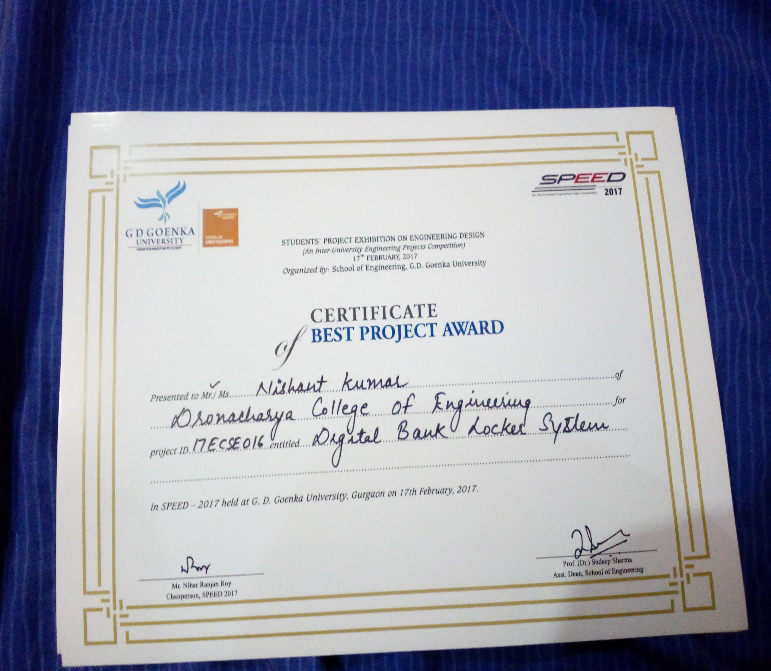 SPEED
2017
G D GOENKA
UNIVERSITY
STUDENTS' PROJECT EXHIBITION ON ENGINEERING DESIGN
(An Inter-University Engineering Projects Competition)
17TH FEBRUARY, 2017
Organized by: School of Engineering, G.D. Goenka University
CERTIFICATE
of BEST PROJECT AWARD
Presented to Mr./ Ms. Nishant Kumar of
Dronacharya College of Engineering for
project ID 17ECSE016 entitled Digital Bank Locker System
in SPEED – 2017 held at G. D. Goenka University, Gurgaon on 17th February, 2017.
Mr. Nihar Ranjan Roy
Chairperson, SPEED 2017
Prof. (Dr.) Sudeep Sharma
Asst. Dean, School of Engineering